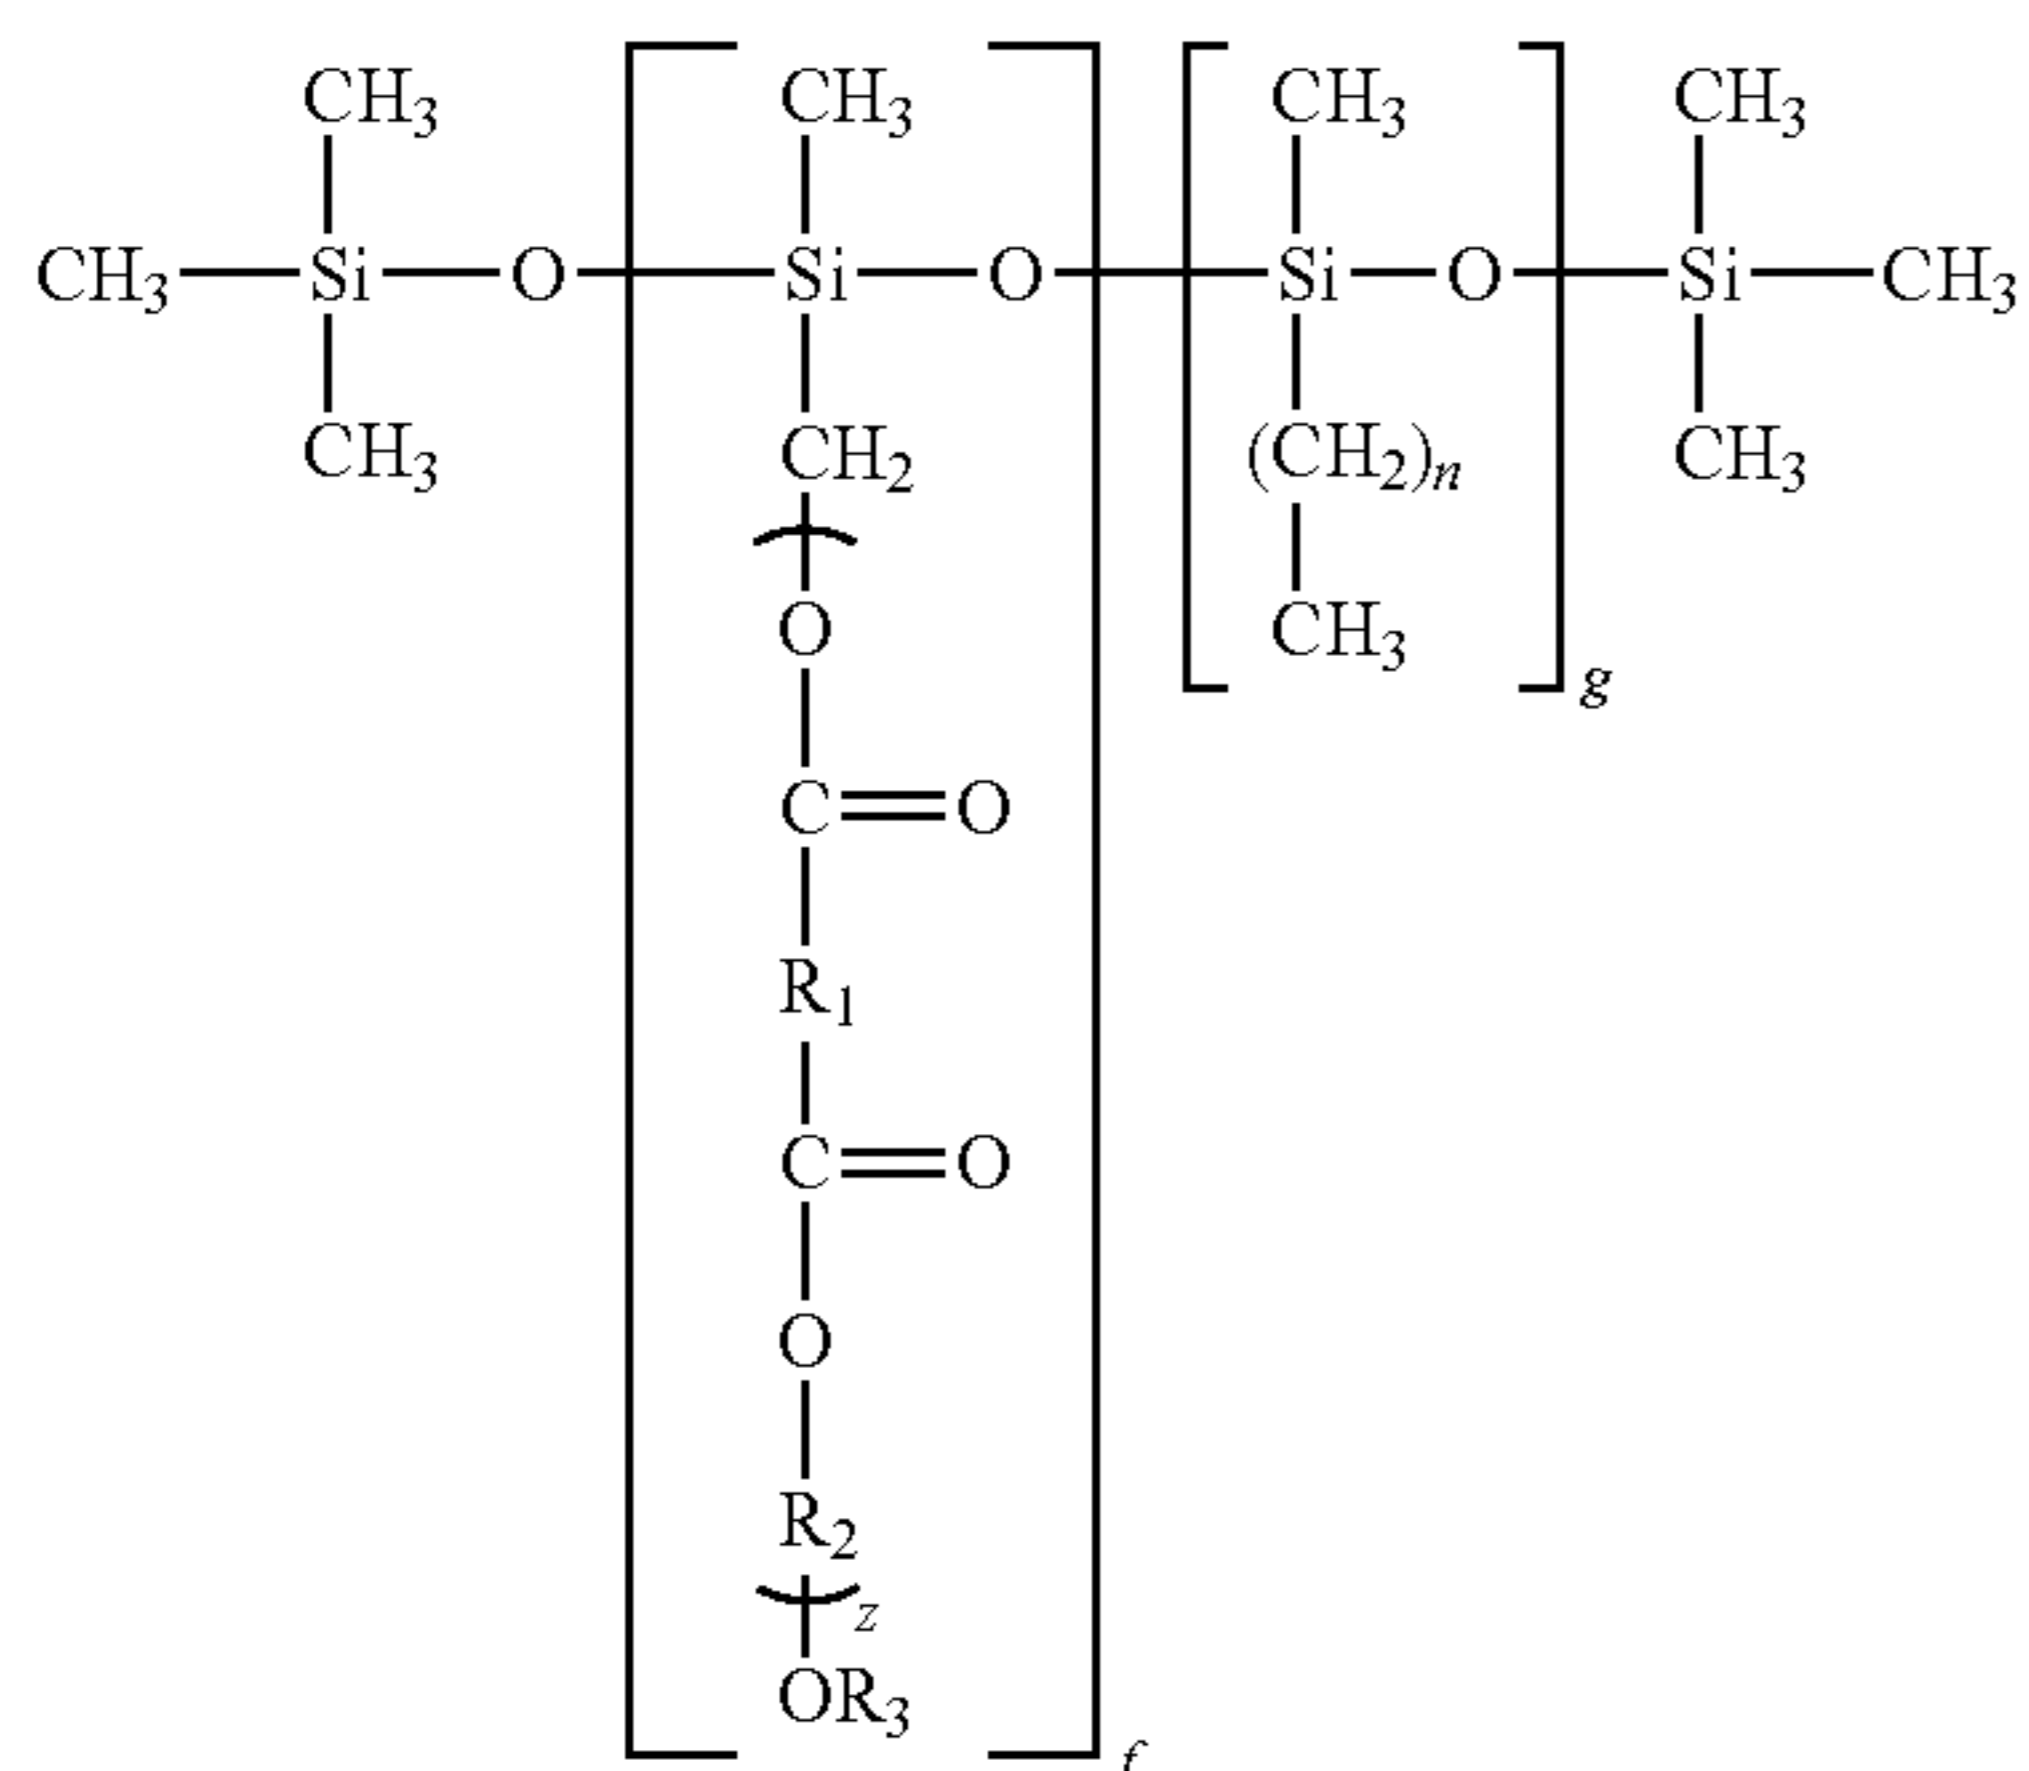 CH3 CH3 CH3 CH3
CH3 Si O Si O Si O Si CH3
CH3 CH2 (CH2)n CH3
O CH3
g
C O
R1
C O
O
R2
z
OR3
f